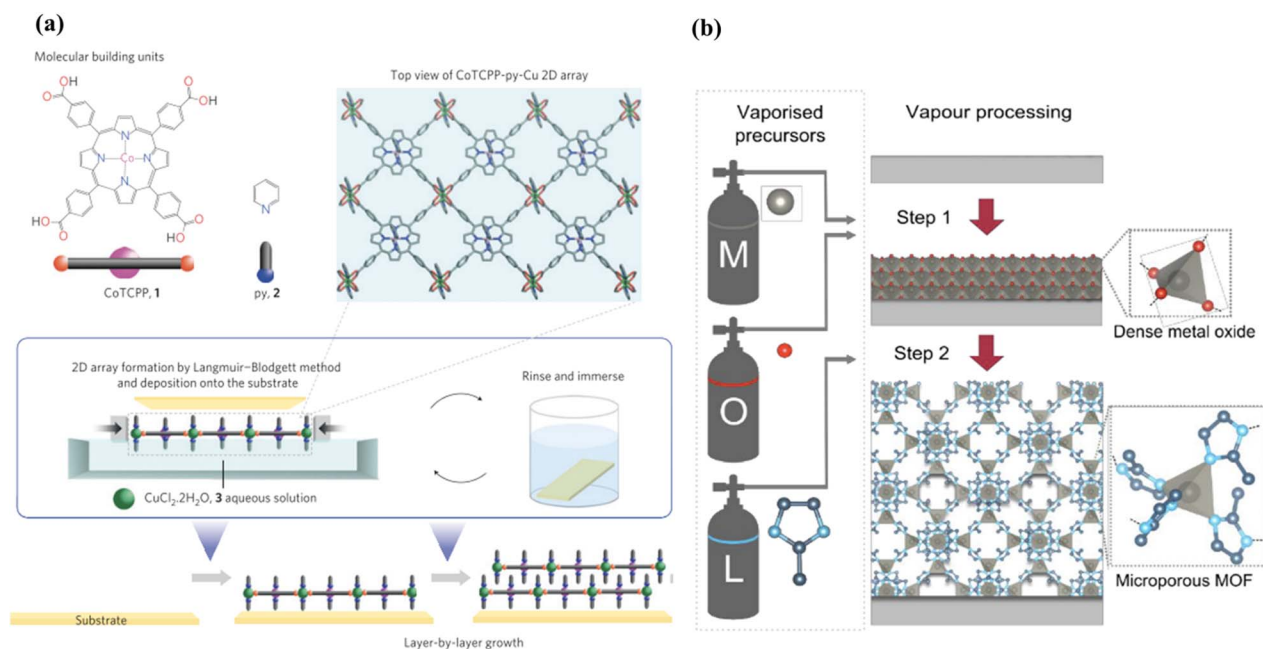 (a)
Molecular building units
OH
O
O
OH
N
N
Co
N
N
O
HO
O
HO
N
CoTCPP, 1
py, 2
Top view of CoTCPP-py-Cu 2D array
2D array formation by Langmuir–Blodgett method
and deposition onto the substrate
Rinse and immerse
CuCl2.2H2O, 3 aqueous solution
Substrate
Layer-by-layer growth
(b)
Vaporised
precursors
M
O
L
Vapour processing
Step 1
Dense metal oxide
Step 2
Microporous MOF